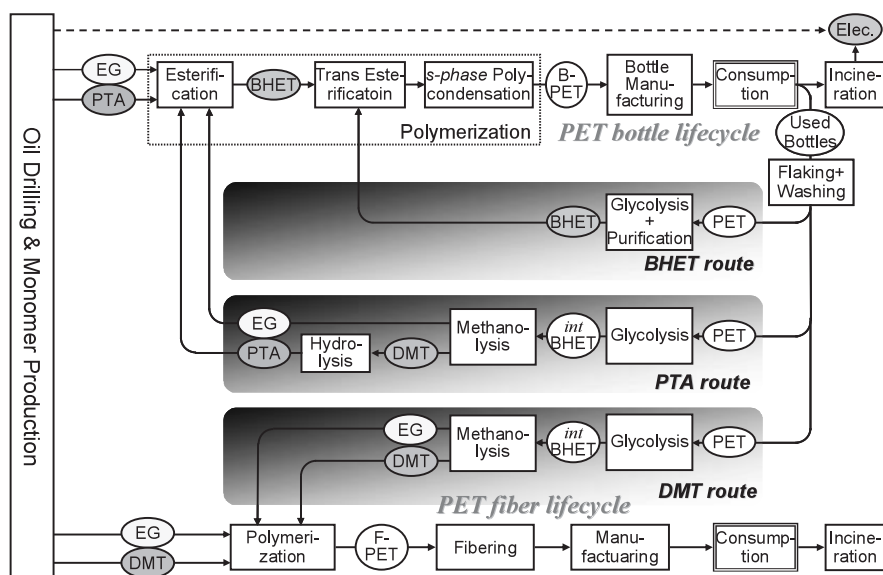 Oil Drilling & Monomer Production
Elec.
EG
PTA
Esterifi-
cation
BHET
Trans Este-
rificatoin
s-phase Poly-
condensation
B-
PET
Bottle
Manu-
facturing
Consump-
tion
Incine-
ration
Polymerization
PET bottle lifecycle
Used
Bottles
Flaking+
Washing
BHET
Glycolysis
+
Purification
PET
BHET route
EG
PTA
Hydro-
lysis
DMT
Methano-
lysis
int
BHET
Glycolysis
PET
PTA route
EG
DMT
Methano-
lysis
int
BHET
Glycolysis
PET
DMT route
PET fiber lifecycle
EG
DMT
Polymeri-
zation
F-
PET
Fibering
Manu-
factuaring
Consump-
tion
Incine-
ration